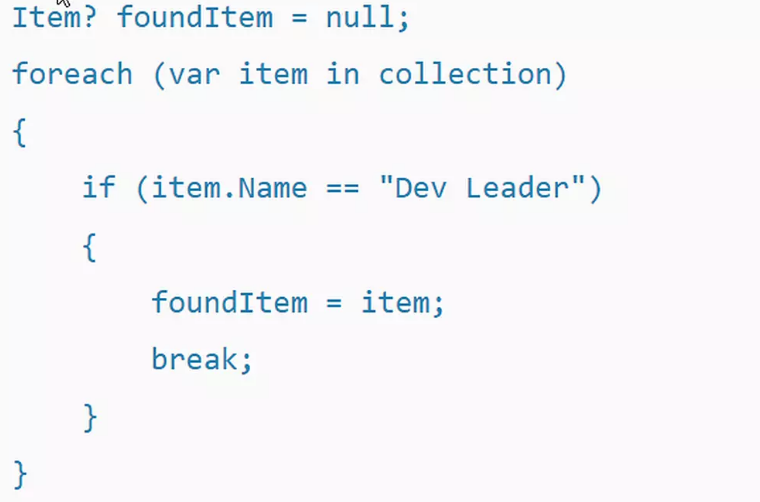 Item? foundItem = null;
foreach (var item in collection)
{
    if (item.Name == "Dev Leader")
    {
        foundItem = item;
        break;
    }
}